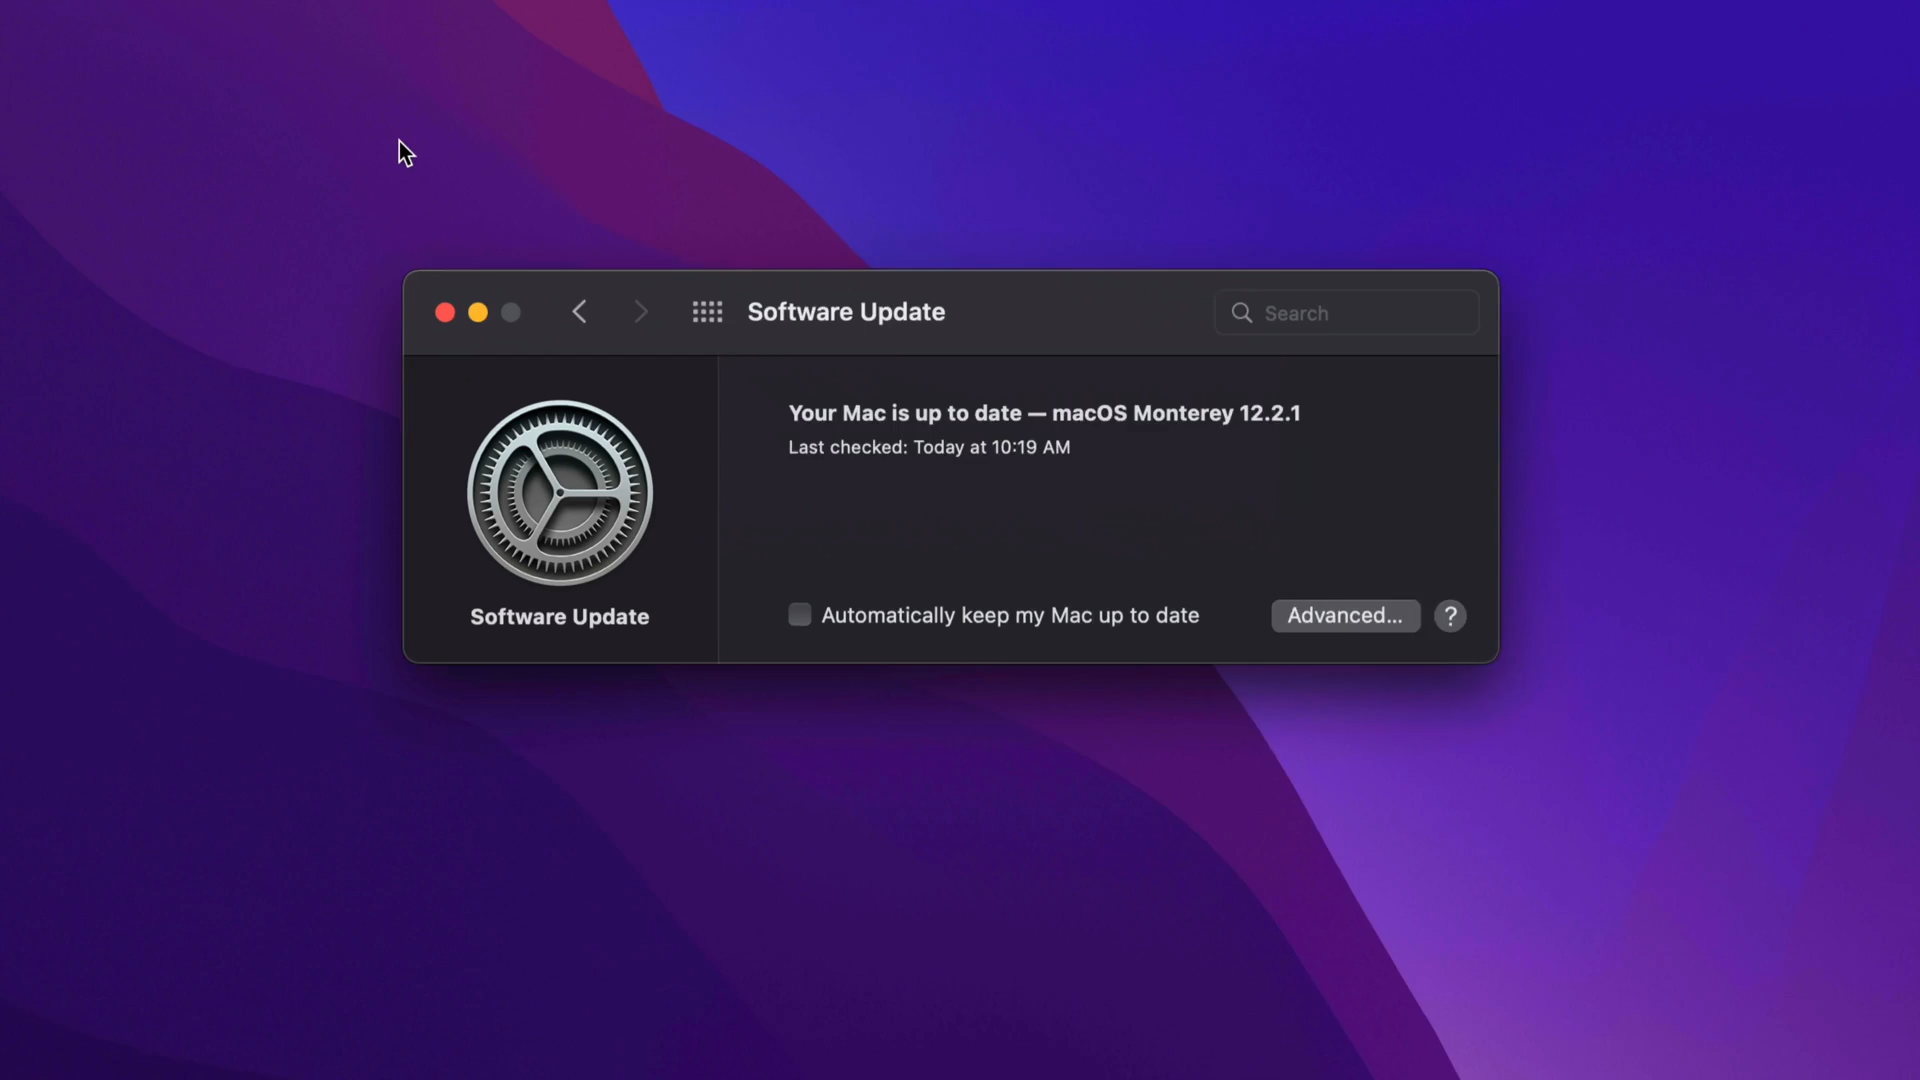 Software Update
Search
Your Mac is up to date — macOS Monterey 12.2.1
Last checked: Today at 10:19 AM
Software Update
Automatically keep my Mac up to date
Advanced...
?